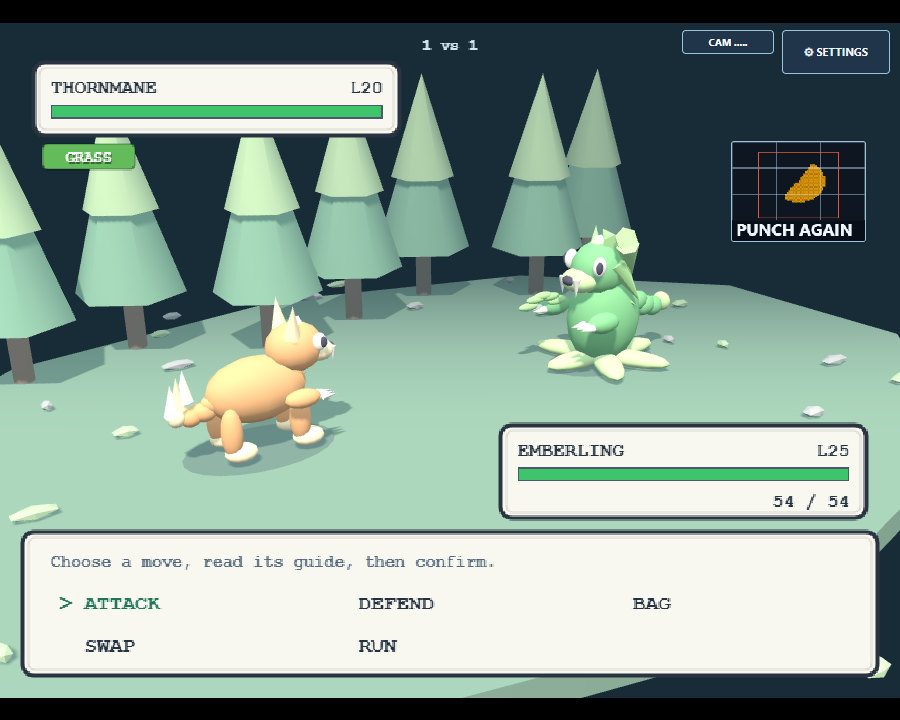 1 vs 1
CAM .....
⚙ SETTINGS
THORNMANE L20
GRASS
PUNCH AGAIN
EMBERLING L25
54 / 54
Choose a move, read its guide, then confirm.
> ATTACK DEFEND BAG
SWAP RUN